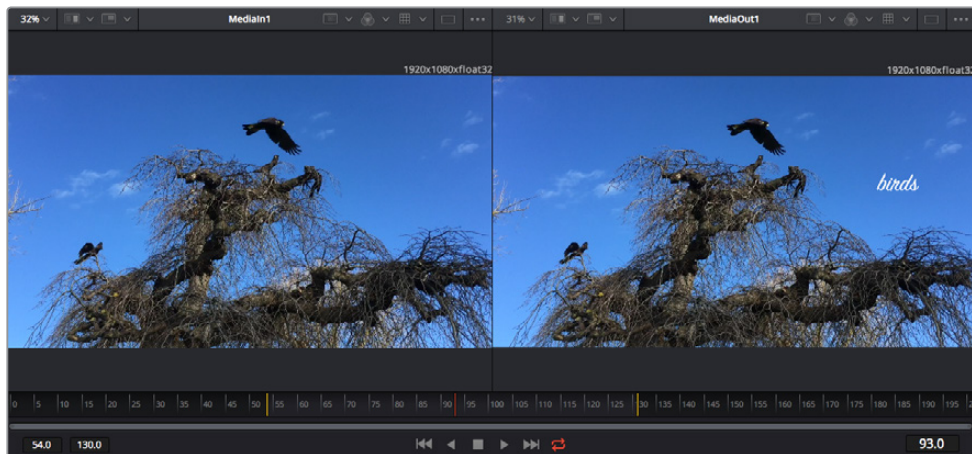 32% MediaIn1
31% MediaOut1
1920x1080xfloat32
1920x1080xfloat32
birds
0 5 10 15 20 25 30 35 40 45 50 55 60 65 70 75 80 85 90 95 100 105 110 115 120 125 130 135 140 145 150 155 160 165 170 175 180 185 190 195
54.0 130.0 93.0